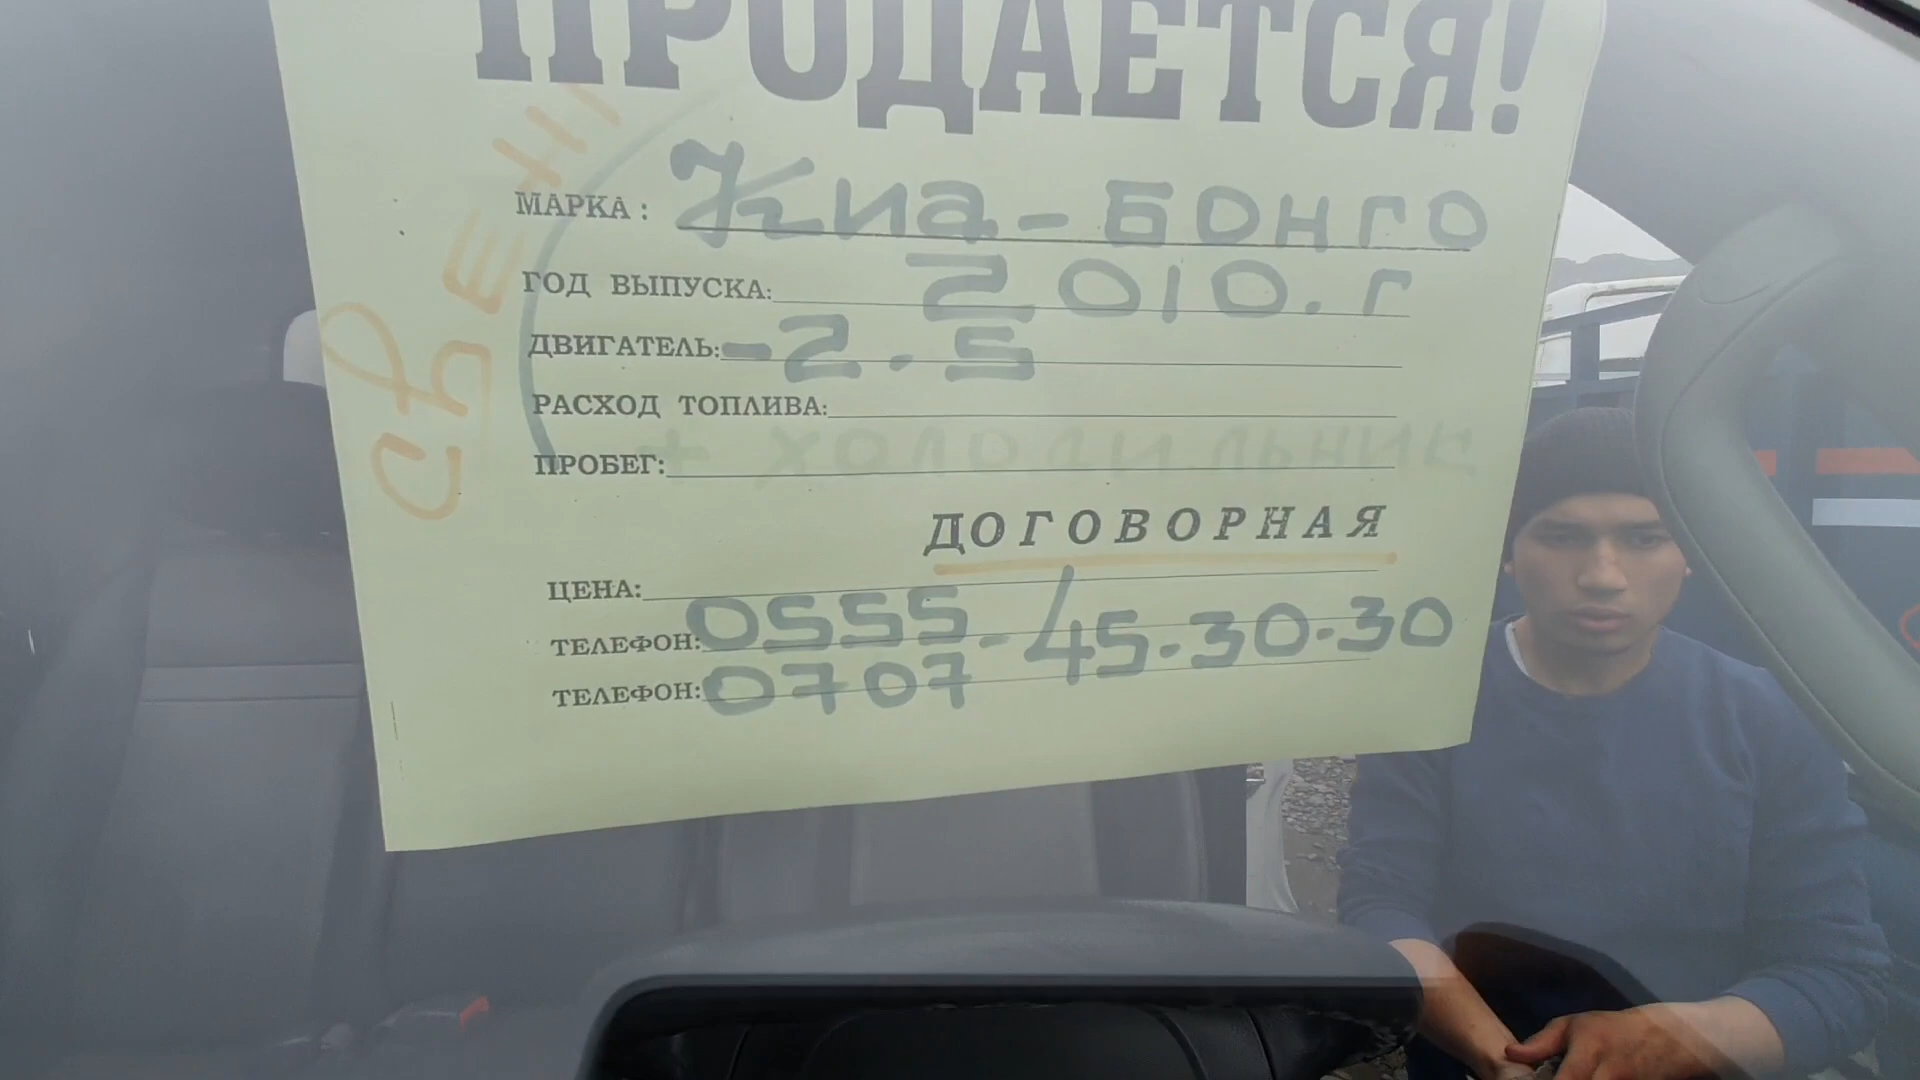 ПРОДАЕТСЯ!
МАРКА: Киа-Бонго
ГОД ВЫПУСКА: 2010.г
ДВИГАТЕЛЬ: -2.5
РАСХОД ТОПЛИВА:
+ холодильник
ПРОБЕГ:
ДОГОВОРНАЯ
ЦЕНА:
ТЕЛЕФОН: 0555-45-30-30
ТЕЛЕФОН: 0707